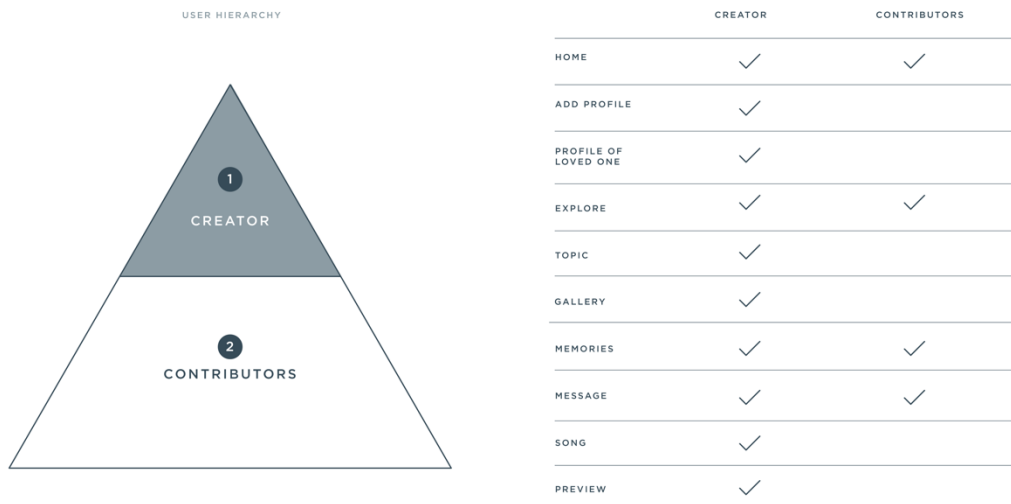 USER HIERARCHY
1
CREATOR
2
CONTRIBUTORS
CREATOR CONTRIBUTORS
HOME
ADD PROFILE
PROFILE OF
LOVED ONE
EXPLORE
TOPIC
GALLERY
MEMORIES
MESSAGE
SONG
PREVIEW